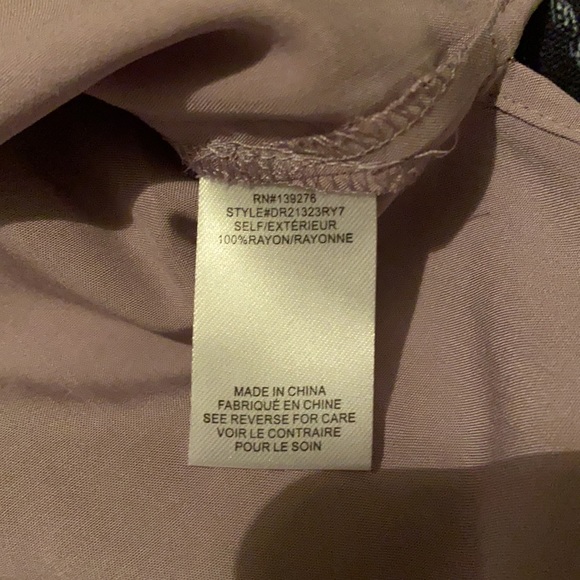 RN#139276
STYLE#DR21323RY7
SELF/EXTÉRIEUR
100%RAYON/RAYONNE
MADE IN CHINA
FABRIQUÉ EN CHINE
SEE REVERSE FOR CARE
VOIR LE CONTRAIRE
POUR LE SOIN